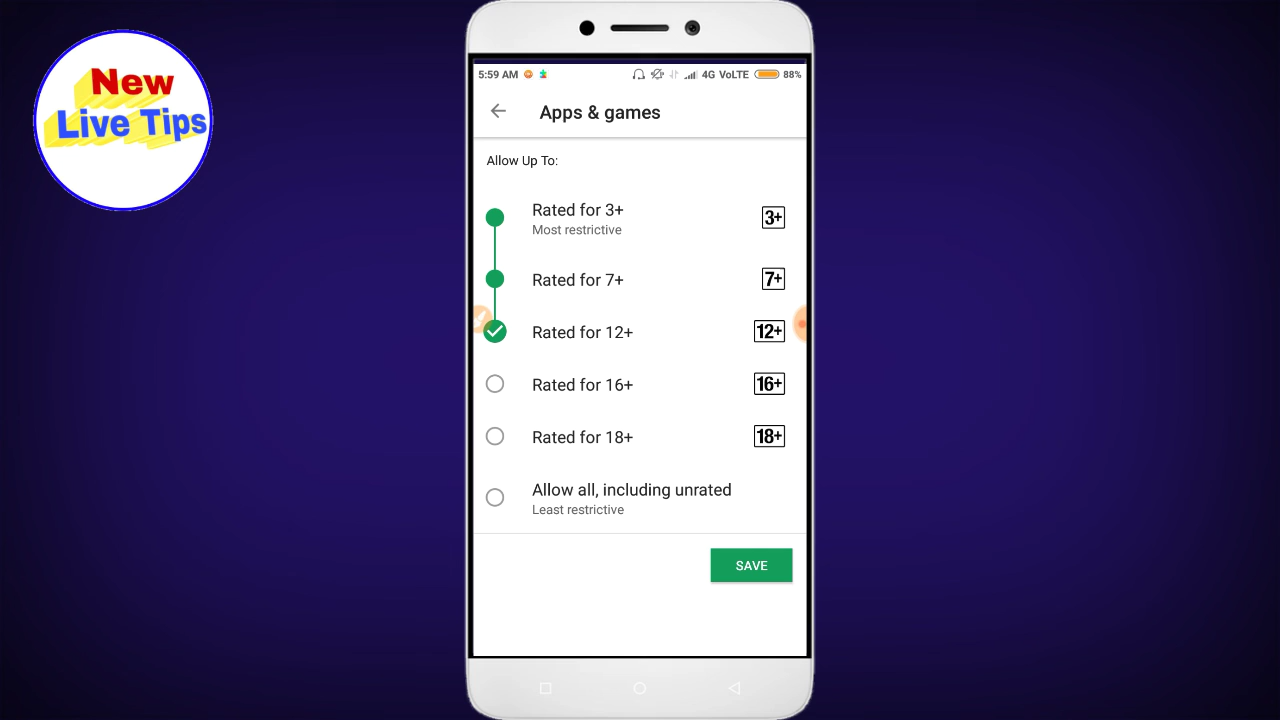 New
Live Tips
5:59 AM
4G VoLTE
88%
Apps & games
Allow Up To:
Rated for 3+
Most restrictive
3+
Rated for 7+
7+
Rated for 12+
12+
Rated for 16+
16+
Rated for 18+
18+
Allow all, including unrated
Least restrictive
SAVE